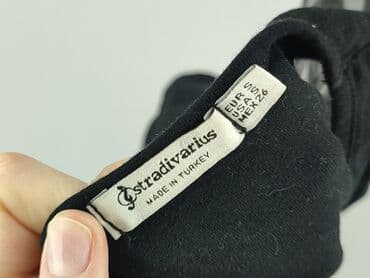 stradivarius
MADE IN TURKEY
EUR S
USA S
MEX 26